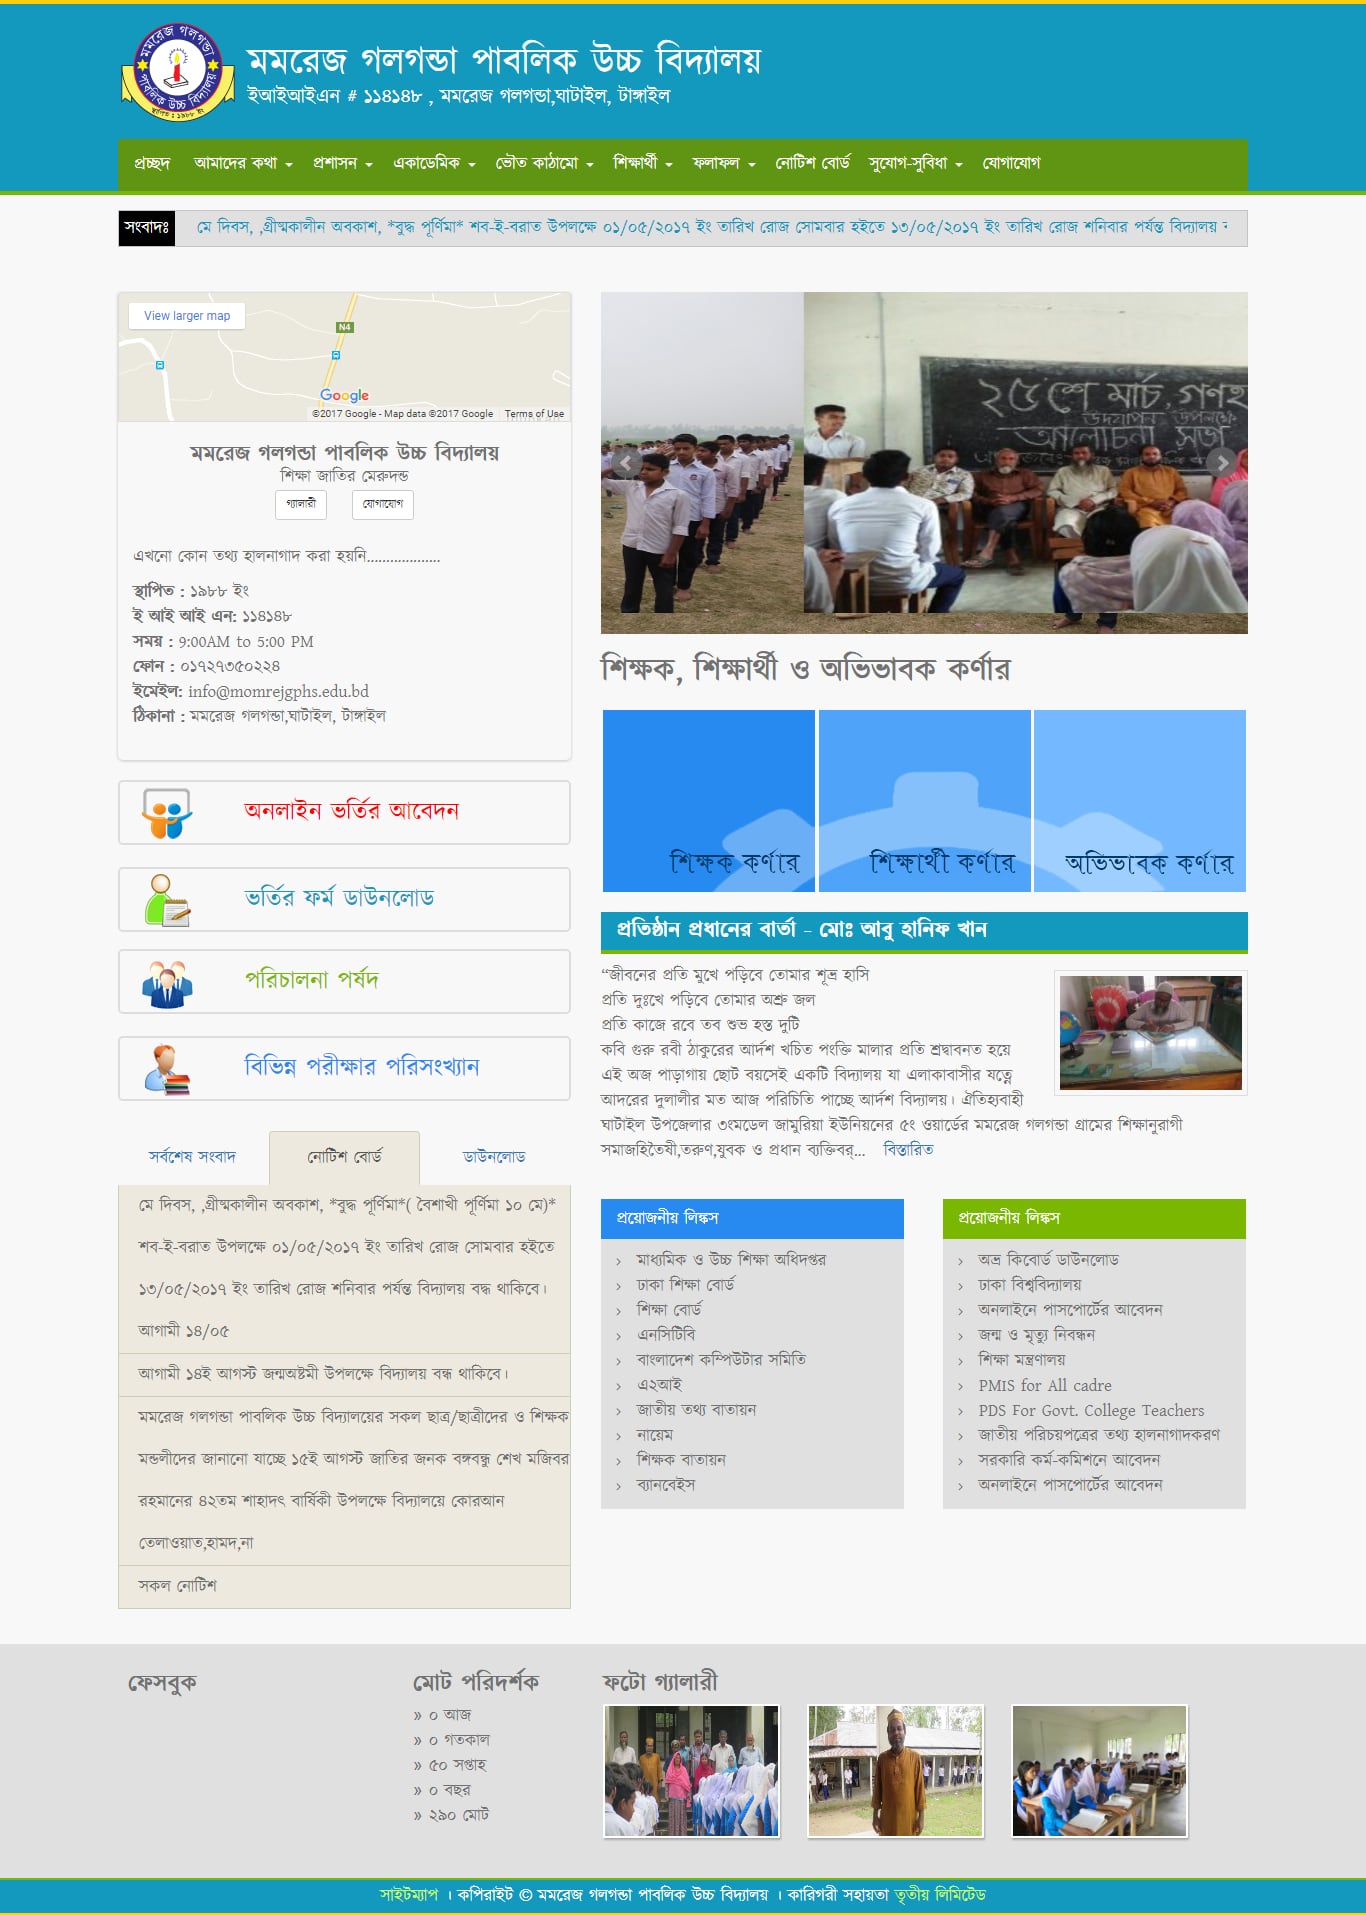 মমরেজ গলগন্ডা পাবলিক উচ্চ বিদ্যালয়
স্থাপিত : ১৯৮৮ ইং
মমরেজ গলগন্ডা পাবলিক উচ্চ বিদ্যালয়
ইআইআইএন # ১১৪১৪৮ , মমরেজ গলগন্ডা,ঘাটাইল, টাঙ্গাইল
প্রচ্ছদ আমাদের কথা প্রশাসন একাডেমিক ভৌত কাঠামো শিক্ষার্থী ফলাফল নোটিশ বোর্ড সুযোগ-সুবিধা যোগাযোগ
সংবাদঃ মে দিবস, ,গ্রীষ্মকালীন অবকাশ, *বুদ্ধ পূর্ণিমা* শব-ই-বরাত উপলক্ষে ০১/০৫/২০১৭ ইং তারিখ রোজ সোমবার হইতে ১৩/০৫/২০১৭ ইং তারিখ রোজ শনিবার পর্যন্ত বিদ্যালয়
View larger map
N4
Google
©2017 Google - Map data ©2017 Google Terms of Use
মমরেজ গলগন্ডা পাবলিক উচ্চ বিদ্যালয়
শিক্ষা জাতির মেরুদন্ড
গ্যালারী যোগাযোগ
এখনো কোন তথ্য হালনাগাদ করা হয়নি..................
স্থাপিত : ১৯৮৮ ইং
ই আই আই এন: ১১৪১৪৮
সময় : 9:00AM to 5:00 PM
ফোন : ০১৭২৭৩৫০২২৪
ইমেইল: info@momrejgphs.edu.bd
ঠিকানা : মমরেজ গলগন্ডা,ঘাটাইল, টাঙ্গাইল
অনলাইন ভর্তির আবেদন
ভর্তির ফর্ম ডাউনলোড
পরিচালনা পর্ষদ
বিভিন্ন পরীক্ষার পরিসংখ্যান
সর্বশেষ সংবাদ নোটিশ বোর্ড ডাউনলোড
মে দিবস, ,গ্রীষ্মকালীন অবকাশ, *বুদ্ধ পূর্ণিমা*( বৈশাখী পূর্ণিমা ১০ মে)*
শব-ই-বরাত উপলক্ষে ০১/০৫/২০১৭ ইং তারিখ রোজ সোমবার হইতে
১৩/০৫/২০১৭ ইং তারিখ রোজ শনিবার পর্যন্ত বিদ্যালয় বদ্ধ থাকিবে।
আগামী ১৪/০৫
আগামী ১৪ই আগস্ট জন্মঅষ্টমী উপলক্ষে বিদ্যালয় বন্ধ থাকিবে।
মমরেজ গলগন্ডা পাবলিক উচ্চ বিদ্যালয়ের সকল ছাত্র/ছাত্রীদের ও শিক্ষক
মন্ডলীদের জানানো যাচ্ছে ১৫ই আগস্ট জাতির জনক বঙ্গবন্ধু শেখ মজিবর
রহমানের ৪২তম শাহাদৎ বার্ষিকী উপলক্ষে বিদ্যালয়ে কোরআন
তেলাওয়াত,হামদ,না
সকল নোটিশ
২৫শে মার্চ, গণহ
উদযাপন উপলক্ষে
আলোচনা সভা
শিক্ষক, শিক্ষার্থী ও অভিভাবক কর্ণার
শিক্ষক কর্ণার শিক্ষার্থী কর্ণার অভিভাবক কর্ণার
প্রতিষ্ঠান প্রধানের বার্তা - মোঃ আবু হানিফ খান
“জীবনের প্রতি মুখে পড়িবে তোমার শূভ্র হাসি
প্রতি দুঃখে পড়িবে তোমার অশ্রু জল
প্রতি কাজে রবে তব শুভ হস্ত দুটি
কবি গুরু রবী ঠাকুরের আর্দশ খচিত পংক্তি মালার প্রতি শ্রদ্বাবনত হয়ে
এই অজ পাড়াগায় ছোট বয়সেই একটি বিদ্যালয় যা এলাকাবাসীর যত্নে
আদরের দুলালীর মত আজ পরিচিতি পাচ্ছে আর্দশ বিদ্যালয়। ঐতিহ্যবাহী
ঘাটাইল উপজেলার ৩ংমডেল জামুরিয়া ইউনিয়নের ৫ং ওয়ার্ডের মমরেজ গলগন্ডা গ্রামের শিক্ষানুরাগী
সমাজহিতৈষী,তরুণ,যুবক ও প্রধান ব্যক্তিবর্... বিস্তারিত
প্রয়োজনীয় লিঙ্কস
› মাধ্যমিক ও উচ্চ শিক্ষা অধিদপ্তর
› ঢাকা শিক্ষা বোর্ড
› শিক্ষা বোর্ড
› এনসিটিবি
› বাংলাদেশ কম্পিউটার সমিতি
› এ২আই
› জাতীয় তথ্য বাতায়ন
› নায়েম
› শিক্ষক বাতায়ন
› ব্যানবেইস
প্রয়োজনীয় লিঙ্কস
› অভ্র কিবোর্ড ডাউনলোড
› ঢাকা বিশ্ববিদ্যালয়
› অনলাইনে পাসপোর্টের আবেদন
› জন্ম ও মৃত্যু নিবন্ধন
› শিক্ষা মন্ত্রণালয়
› PMIS for All cadre
› PDS For Govt. College Teachers
› জাতীয় পরিচয়পত্রের তথ্য হালনাগাদকরণ
› সরকারি কর্ম-কমিশনে আবেদন
› অনলাইনে পাসপোর্টের আবেদন
ফেসবুক
মোট পরিদর্শক
» ০ আজ
» ০ গতকাল
» ৫০ সপ্তাহ
» ০ বছর
» ২৯০ মোট
ফটো গ্যালারী
সাইটম্যাপ । কপিরাইট © মমরেজ গলগন্ডা পাবলিক উচ্চ বিদ্যালয় । কারিগরী সহায়তা তৃতীয় লিমিটেড